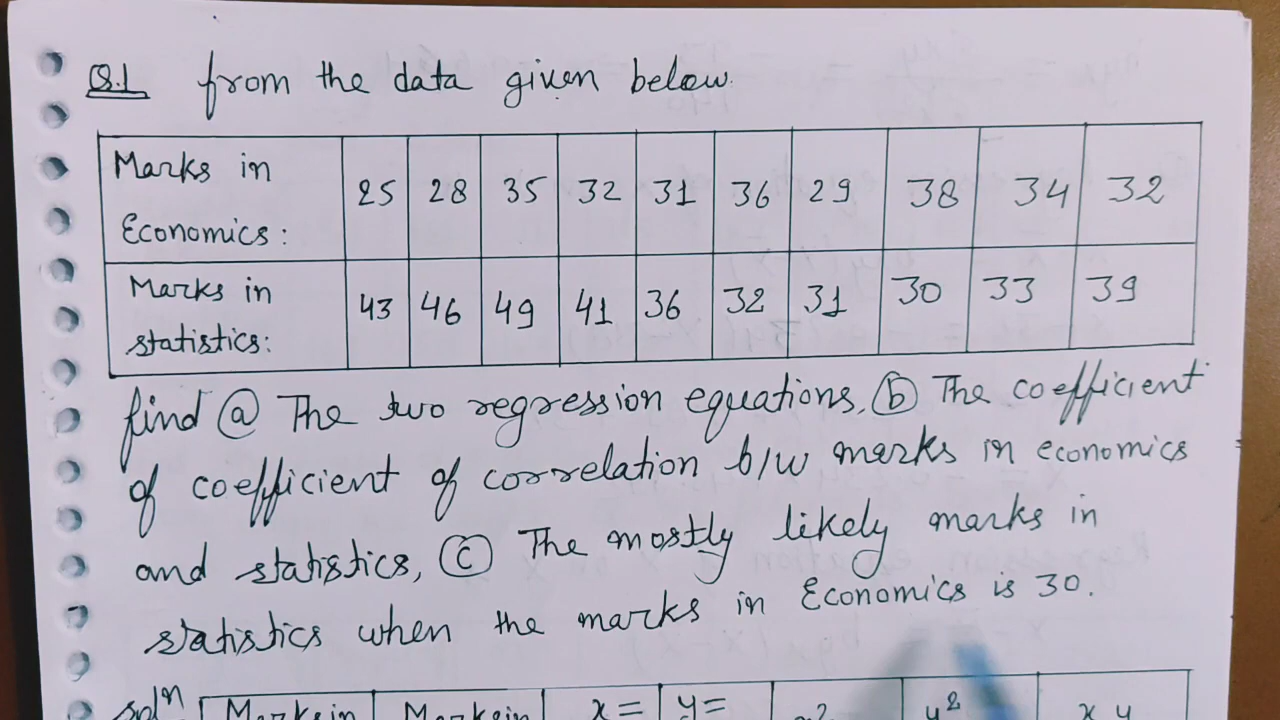 Q.1 from the data given below.
Marks in Economics: 25 28 35 32 31 36 29 38 34 32
Marks in statistics: 43 46 49 41 36 32 31 30 33 39
find ⓐ The two regression equations, ⓑ The coefficient
of coefficient of correlation b/w marks in economics
and statistics, ⓒ The mostly likely marks in
statistics when the marks in Economics is 30.
solⁿ Marks in Marks in x = y = x² y² x y